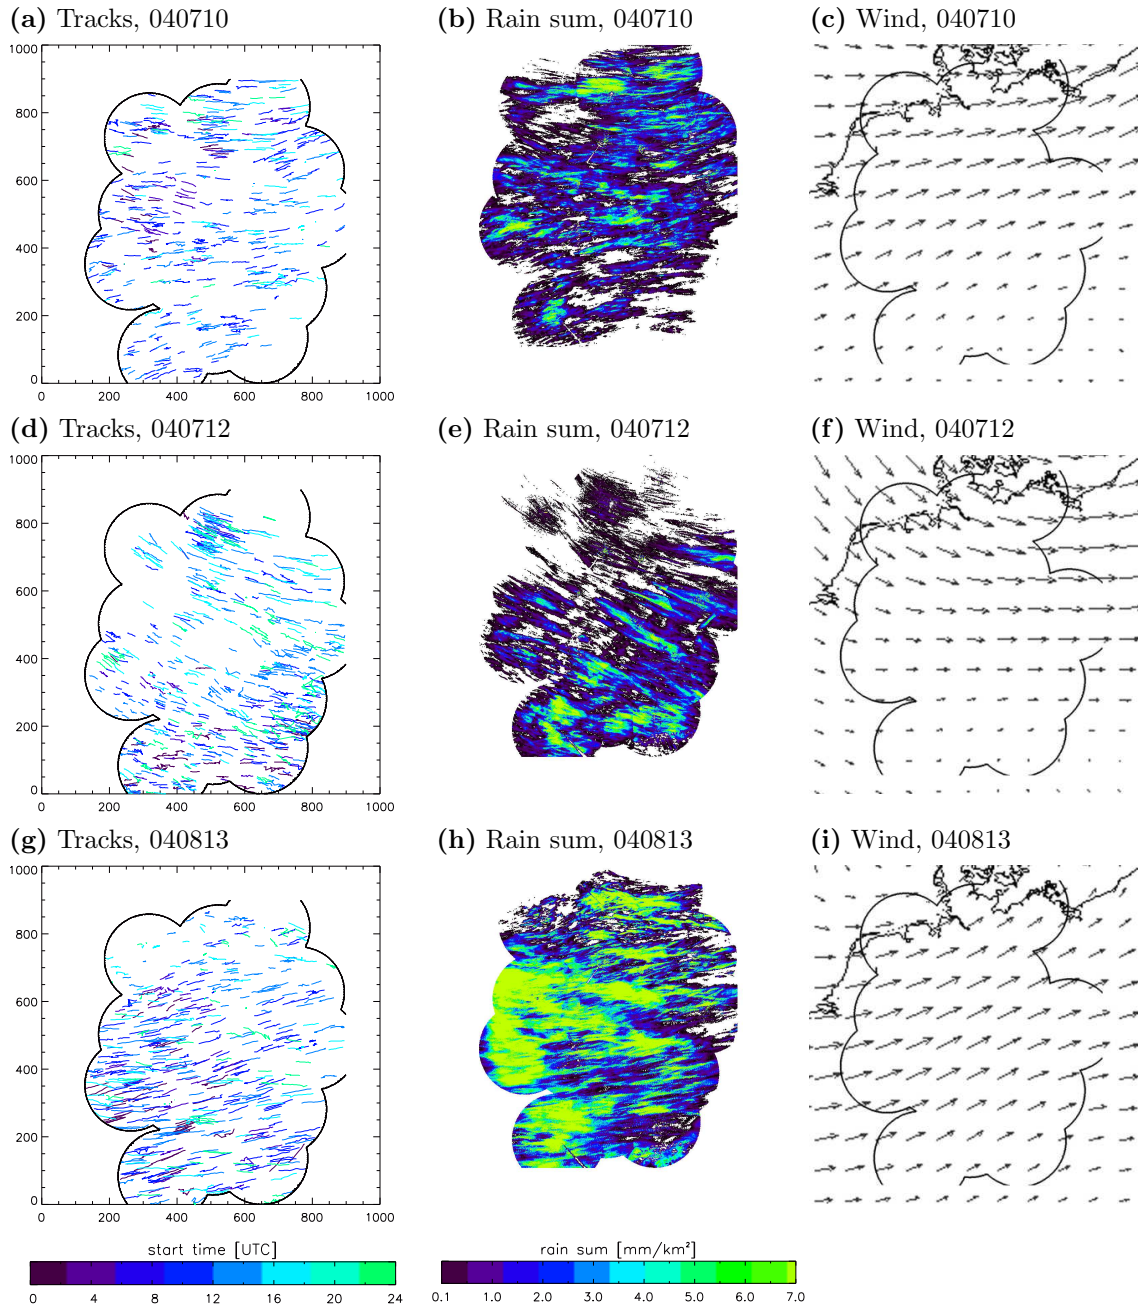 (a) Tracks, 040710
(b) Rain sum, 040710
(c) Wind, 040710
1000
800
600
400
200
0
0 200 400 600 800 1000
(d) Tracks, 040712
(e) Rain sum, 040712
(f) Wind, 040712
1000
800
600
400
200
0
0 200 400 600 800 1000
(g) Tracks, 040813
(h) Rain sum, 040813
(i) Wind, 040813
1000
800
600
400
200
0
0 200 400 600 800 1000
start time [UTC]
0 4 8 12 16 20 24
rain sum [mm/km²]
0.1 1.0 2.0 3.0 4.0 5.0 6.0 7.0